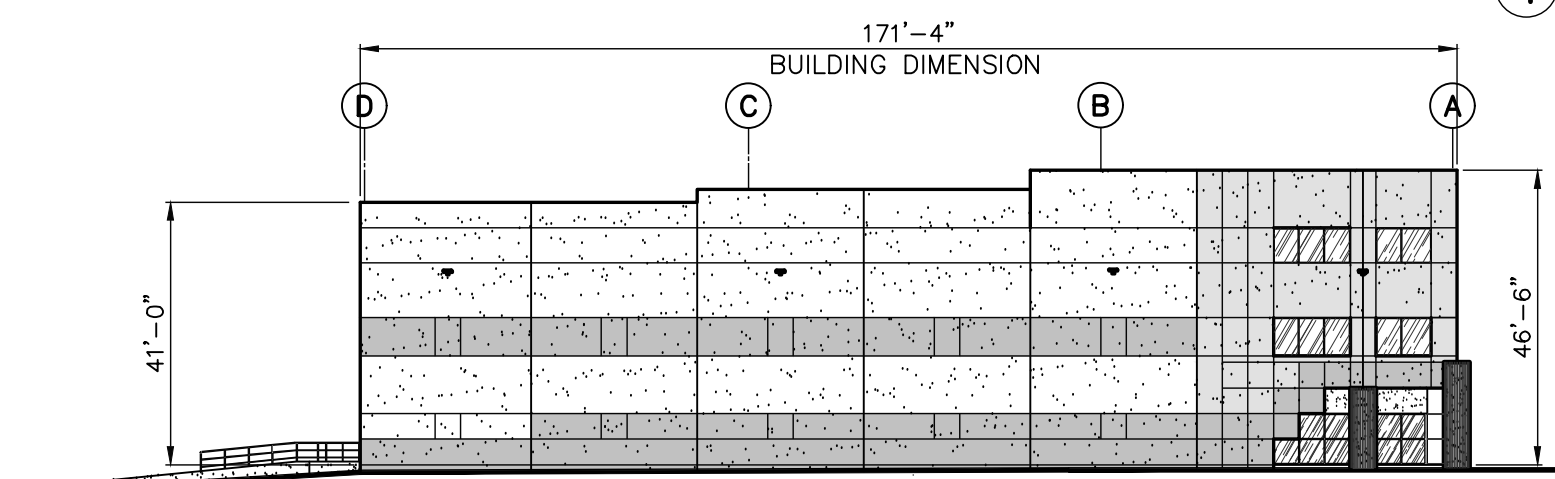 171'-4"
BUILDING DIMENSION
D
C
B
A
41'-0"
46'-6"